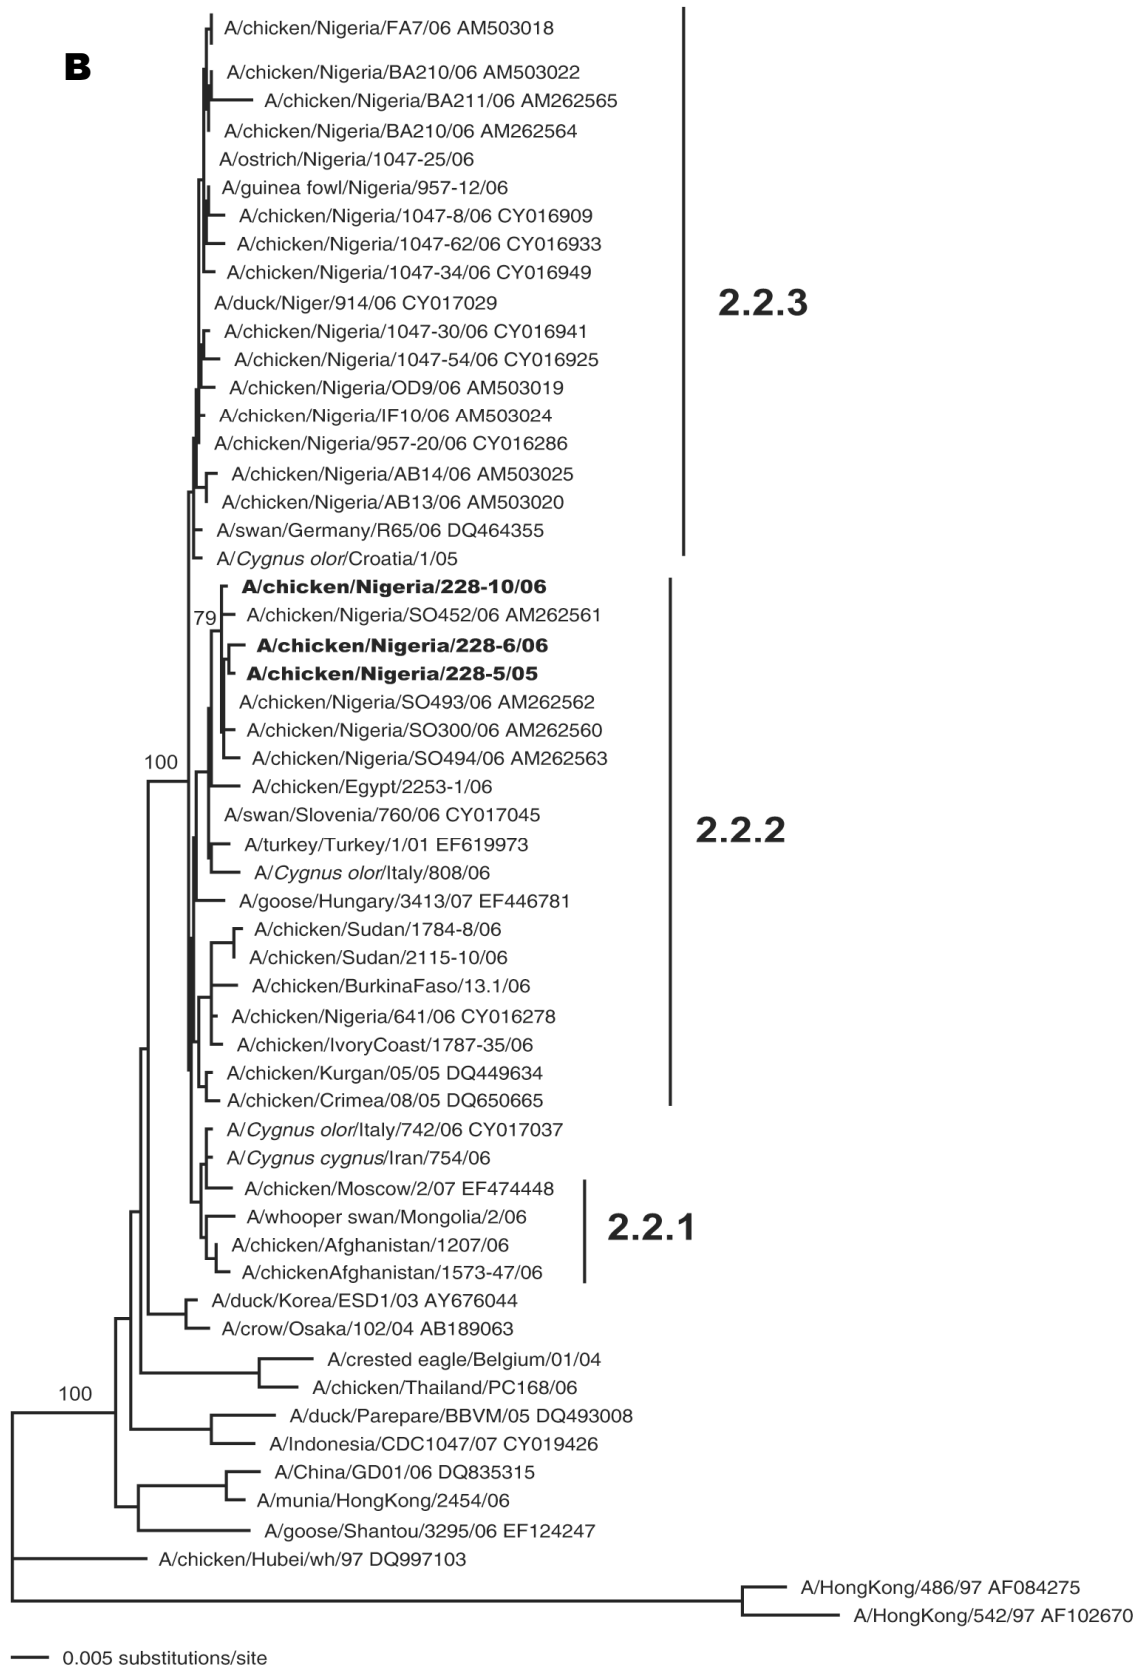 B
A/chicken/Nigeria/FA7/06 AM503018
A/chicken/Nigeria/BA210/06 AM503022
A/chicken/Nigeria/BA211/06 AM262565
A/chicken/Nigeria/BA210/06 AM262564
A/ostrich/Nigeria/1047-25/06
A/guinea fowl/Nigeria/957-12/06
A/chicken/Nigeria/1047-8/06 CY016909
A/chicken/Nigeria/1047-62/06 CY016933
A/chicken/Nigeria/1047-34/06 CY016949
A/duck/Niger/914/06 CY017029
2.2.3
A/chicken/Nigeria/1047-30/06 CY016941
A/chicken/Nigeria/1047-54/06 CY016925
A/chicken/Nigeria/OD9/06 AM503019
A/chicken/Nigeria/IF10/06 AM503024
A/chicken/Nigeria/957-20/06 CY016286
A/chicken/Nigeria/AB14/06 AM503025
A/chicken/Nigeria/AB13/06 AM503020
A/swan/Germany/R65/06 DQ464355
A/Cygnus olor/Croatia/1/05
A/chicken/Nigeria/228-10/06
79
A/chicken/Nigeria/SO452/06 AM262561
A/chicken/Nigeria/228-6/06
A/chicken/Nigeria/228-5/05
A/chicken/Nigeria/SO493/06 AM262562
A/chicken/Nigeria/SO300/06 AM262560
A/chicken/Nigeria/SO494/06 AM262563
100
A/chicken/Egypt/2253-1/06
A/swan/Slovenia/760/06 CY017045
2.2.2
A/turkey/Turkey/1/01 EF619973
A/Cygnus olor/Italy/808/06
A/goose/Hungary/3413/07 EF446781
A/chicken/Sudan/1784-8/06
A/chicken/Sudan/2115-10/06
A/chicken/BurkinaFaso/13.1/06
A/chicken/Nigeria/641/06 CY016278
A/chicken/IvoryCoast/1787-35/06
A/chicken/Kurgan/05/05 DQ449634
A/chicken/Crimea/08/05 DQ650665
A/Cygnus olor/Italy/742/06 CY017037
A/Cygnus cygnus/Iran/754/06
A/chicken/Moscow/2/07 EF474448
A/whooper swan/Mongolia/2/06
2.2.1
A/chicken/Afghanistan/1207/06
A/chickenAfghanistan/1573-47/06
A/duck/Korea/ESD1/03 AY676044
A/crow/Osaka/102/04 AB189063
A/crested eagle/Belgium/01/04
A/chicken/Thailand/PC168/06
100
A/duck/Parepare/BBVM/05 DQ493008
A/Indonesia/CDC1047/07 CY019426
A/China/GD01/06 DQ835315
A/munia/HongKong/2454/06
A/goose/Shantou/3295/06 EF124247
A/chicken/Hubei/wh/97 DQ997103
A/HongKong/486/97 AF084275
A/HongKong/542/97 AF102670
0.005 substitutions/site